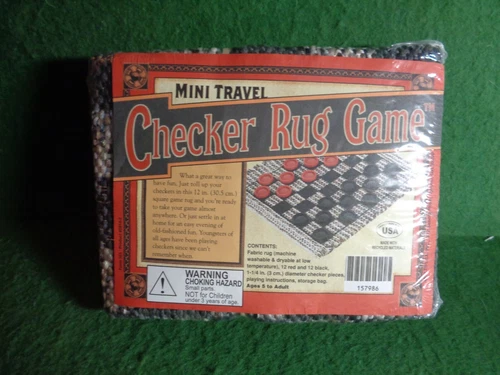 MINI TRAVEL
Checker Rug Game™
What a great way to
have fun. Just roll up your
checkers in this 12 in. (30.5 cm.)
square game rug and you're ready
to take your game almost
anywhere. Or just settle in at
home for an easy evening of
old-fashioned fun. Youngsters of
all ages have been playing
checkers since we can't
remember when.
USA
CONTENTS:
Fabric rug (machine
washable & dryable at low
temperature), 12 red and 12 black,
1-1/4 in. (3 cm.) diameter checker pieces,
playing instructions, storage bag.
Ages 6 to Adult
WARNING
CHOKING HAZARD
Small parts.
NOT for Children
under 3 years of age.
157986